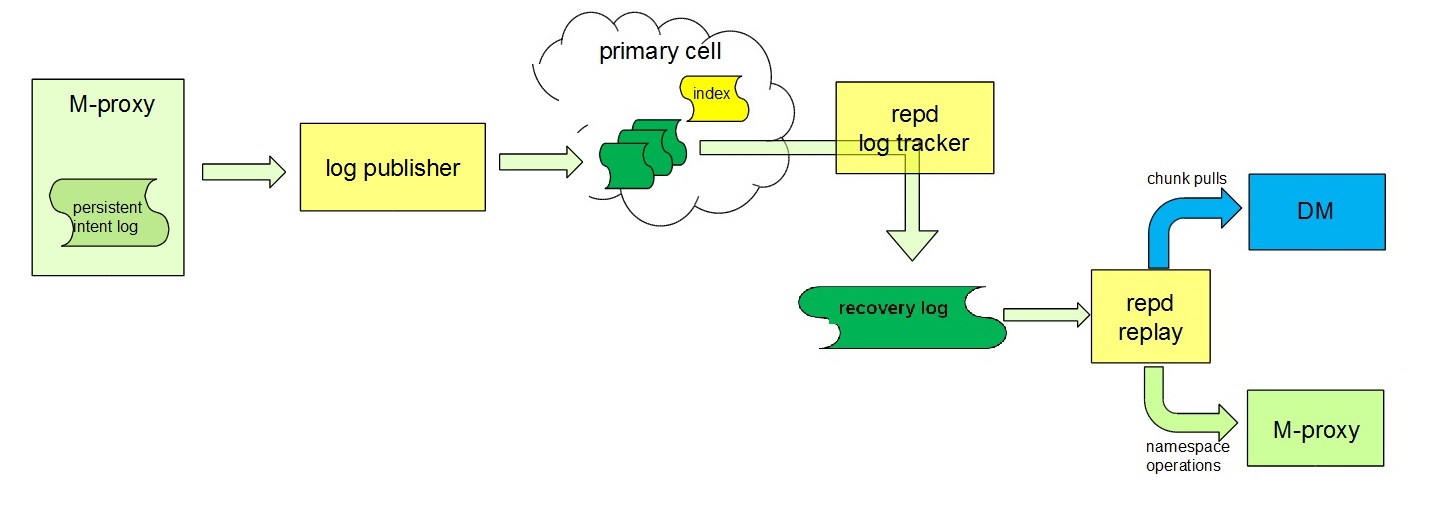 M-proxy
persistent
intent log
log publisher
primary cell
index
repd
log tracker
recovery log
repd
replay
chunk pulls
DM
namespace
operations
M-proxy